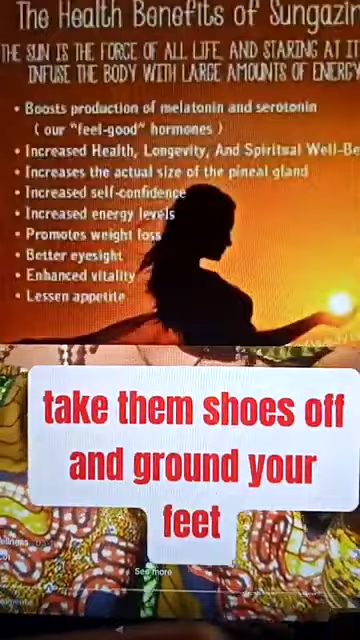 The Health Benefits of Sungazin
THE SUN IS THE FORCE OF ALL LIFE, AND STARING AT IT
INFUSE THE BODY WITH LARGE AMOUNTS OF ENERGY
• Boosts production of melatonin and serotonin
( our "feel-good" hormones )
• Increased Health, Longevity, And Spiritual Well-Be
• Increases the actual size of the pineal gland
• Increased self-confidence
• Increased energy levels
• Promotes weight loss
• Better eyesight
• Enhanced vitality
• Lessen appetite
take them shoes off
and ground your
feet
See more